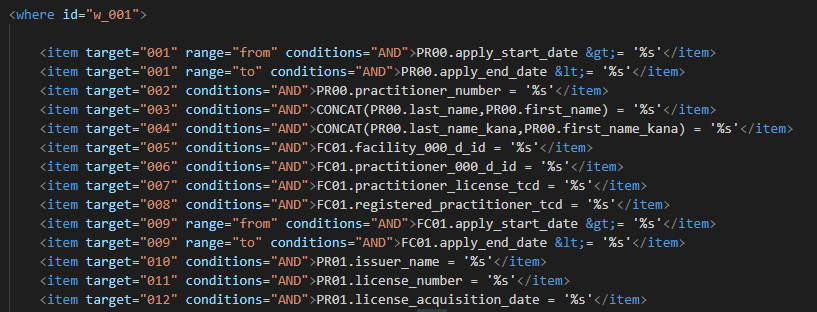 <where id="w_001">
<item target="001" range="from" conditions="AND">PR00.apply_start_date &gt;= '%s'</item>
<item target="001" range="to" conditions="AND">PR00.apply_end_date &lt;= '%s'</item>
<item target="002" conditions="AND">PR00.practitioner_number = '%s'</item>
<item target="003" conditions="AND">CONCAT(PR00.last_name,PR00.first_name) = '%s'</item>
<item target="004" conditions="AND">CONCAT(PR00.last_name_kana,PR00.first_name_kana) = '%s'</item>
<item target="005" conditions="AND">FC01.facility_000_d_id = '%s'</item>
<item target="006" conditions="AND">FC01.practitioner_000_d_id = '%s'</item>
<item target="007" conditions="AND">FC01.practitioner_license_tcd = '%s'</item>
<item target="008" conditions="AND">FC01.registered_practitioner_tcd = '%s'</item>
<item target="009" range="from" conditions="AND">FC01.apply_start_date &gt;= '%s'</item>
<item target="009" range="to" conditions="AND">FC01.apply_end_date &lt;= '%s'</item>
<item target="010" conditions="AND">PR01.issuer_name = '%s'</item>
<item target="011" conditions="AND">PR01.license_number = '%s'</item>
<item target="012" conditions="AND">PR01.license_acquisition_date = '%s'</item>